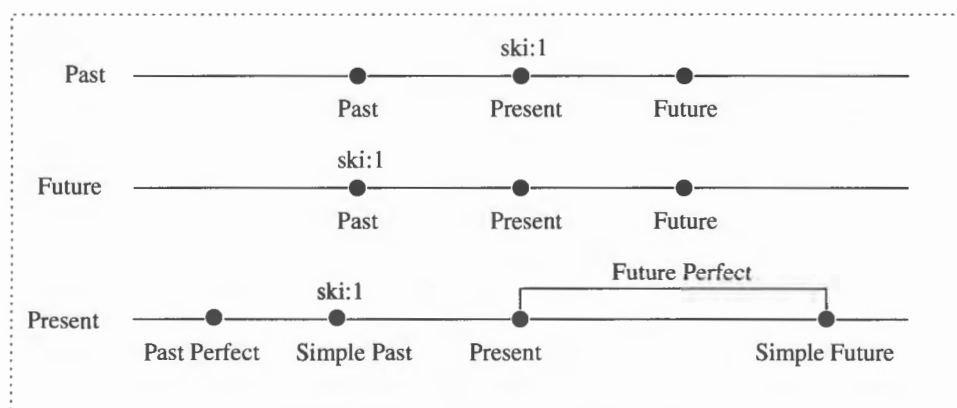 ski:1
Past
Past Present Future
ski:1
Future
Past Present Future
Future Perfect
ski:1
Present
Past Perfect Simple Past Present Simple Future